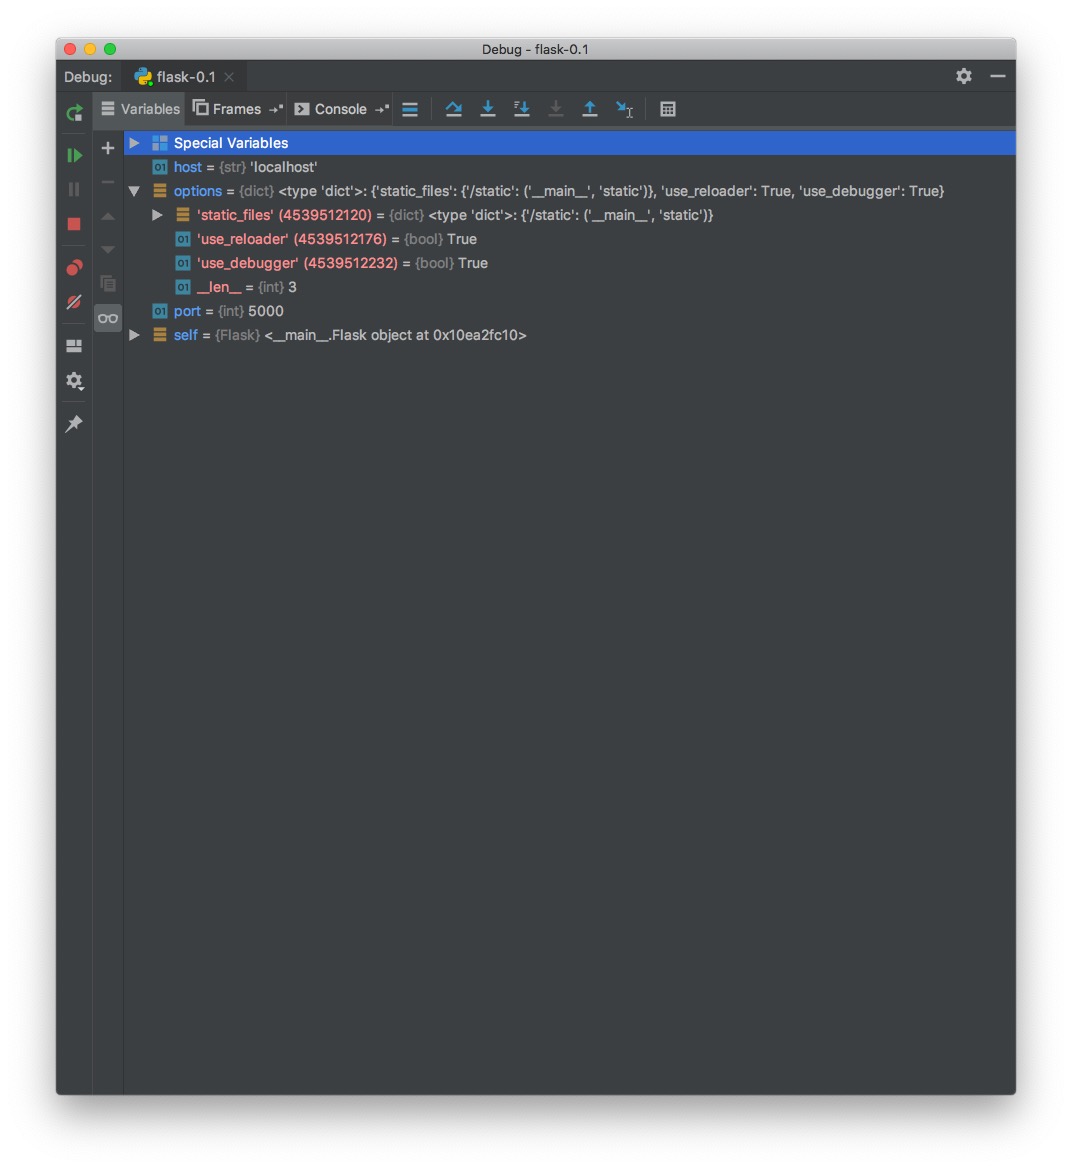 Debug - flask-0.1
Debug: flask-0.1
Variables Frames Console
Special Variables
01 host = {str} 'localhost'
options = {dict} <type 'dict'>: {'static_files': {'/static': ('__main__', 'static')}, 'use_reloader': True, 'use_debugger': True}
'static_files' (4539512120) = {dict} <type 'dict'>: {'/static': ('__main__', 'static')}
01 'use_reloader' (4539512176) = {bool} True
01 'use_debugger' (4539512232) = {bool} True
01 __len__ = {int} 3
01 port = {int} 5000
self = {Flask} <__main__.Flask object at 0x10ea2fc10>